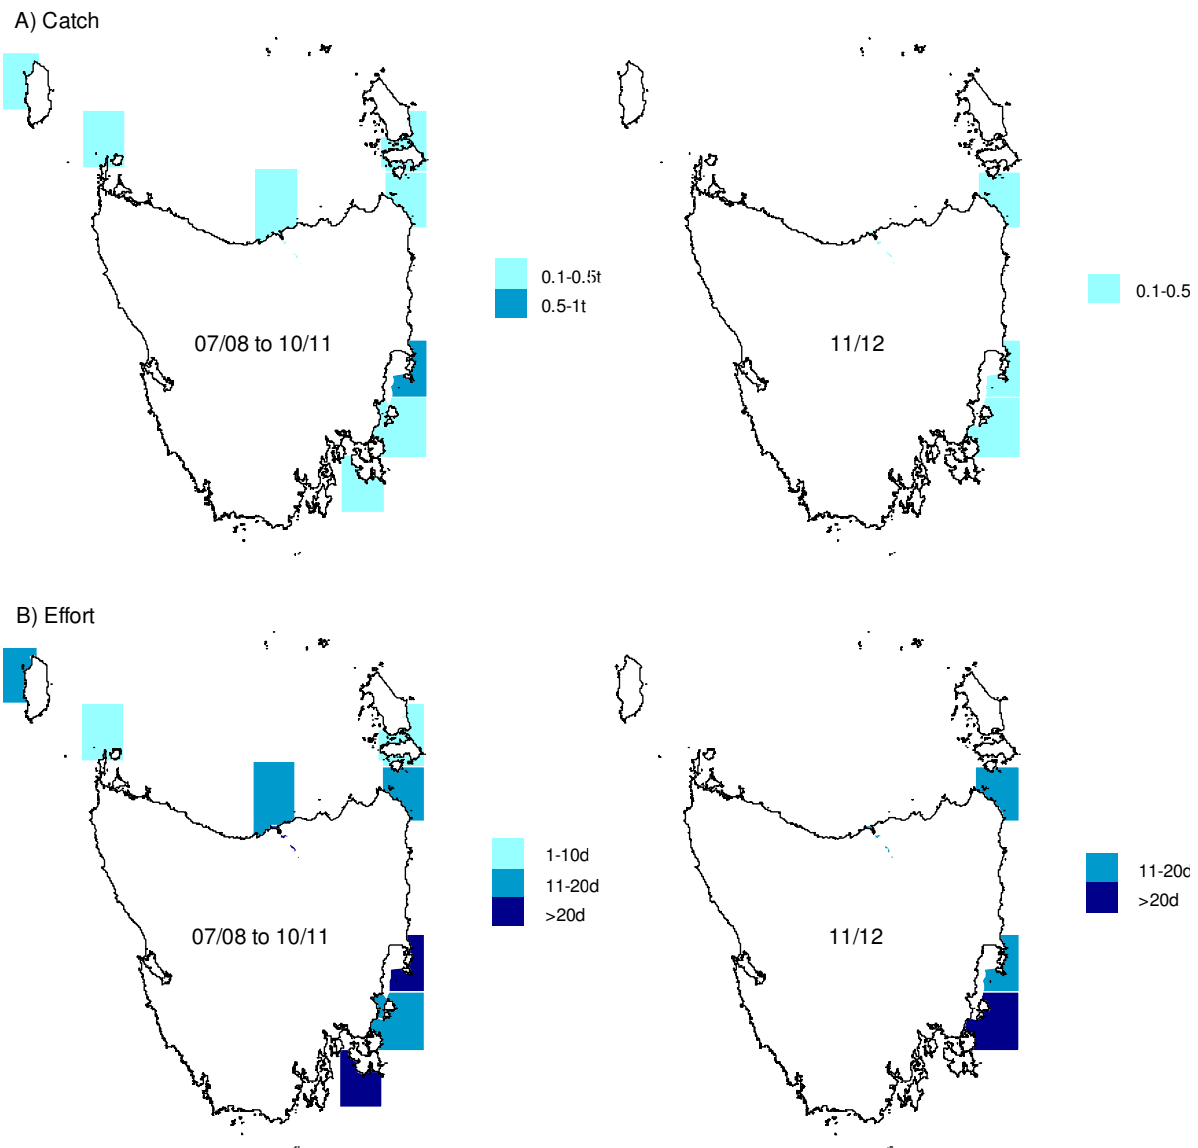 A) Catch
0.1-0.5t
0.5-1t
0.1-0.5
07/08 to 10/11
11/12
B) Effort
1-10d
11-20d
>20d
11-20d
>20d
07/08 to 10/11
11/12